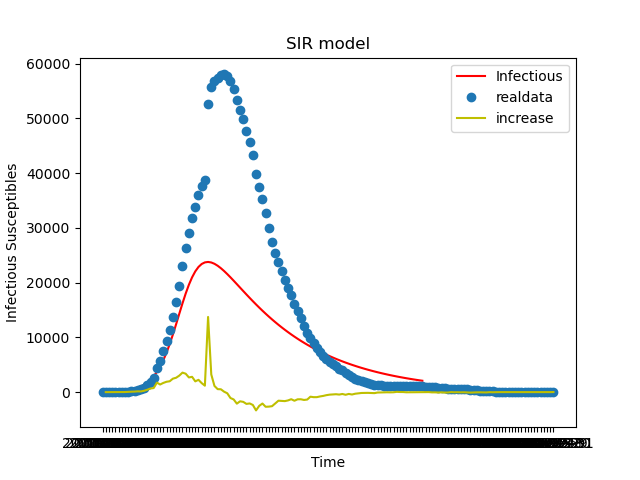 SIR model
60000
50000
40000
30000
20000
10000
0
Infectious Susceptibles
Infectious
realdata
increase
Time